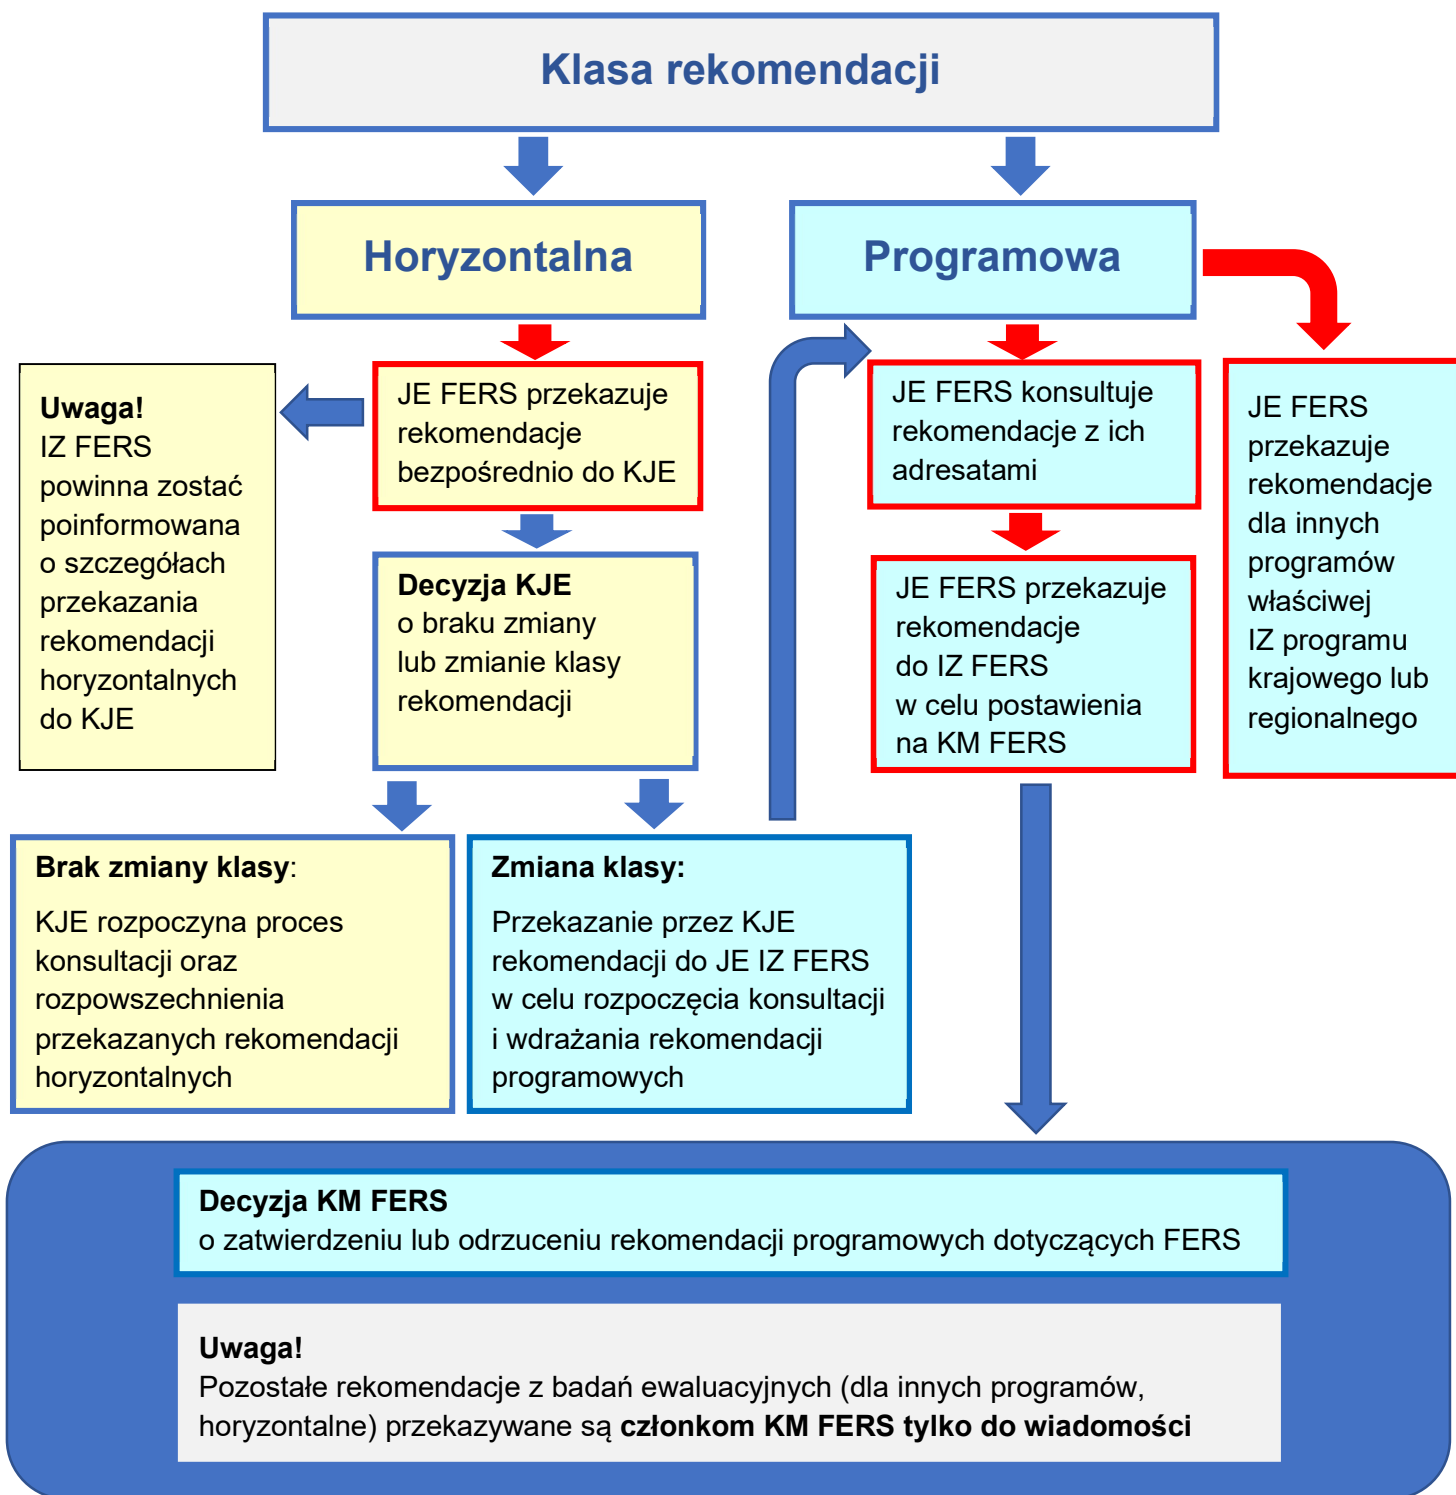 Klasa rekomendacji
Horyzontalna
Programowa
Uwaga!
IZ FERS
powinna zostać
poinformowana
o szczegółach
przekazania
rekomendacji
horyzontalnych
do KJE
JE FERS przekazuje
rekomendacje
bezpośrednio do KJE
JE FERS konsultuje
rekomendacje z ich
adresatami
JE FERS
przekazuje
rekomendacje
dla innych
programów
właściwej
IZ programu
krajowego lub
regionalnego
Decyzja KJE
o braku zmiany
lub zmianie klasy
rekomendacji
JE FERS przekazuje
rekomendacje
do IZ FERS
w celu postawienia
na KM FERS
Brak zmiany klasy:
KJE rozpoczyna proces
konsultacji oraz
rozpowszechnienia
przekazanych rekomendacji
horyzontalnych
Zmiana klasy:
Przekazanie przez KJE
rekomendacji do JE IZ FERS
w celu rozpoczęcia konsultacji
i wdrażania rekomendacji
programowych
Decyzja KM FERS
o zatwierdzeniu lub odrzuceniu rekomendacji programowych dotyczących FERS
Uwaga!
Pozostałe rekomendacje z badań ewaluacyjnych (dla innych programów,
horyzontalne) przekazywane są członkom KM FERS tylko do wiadomości